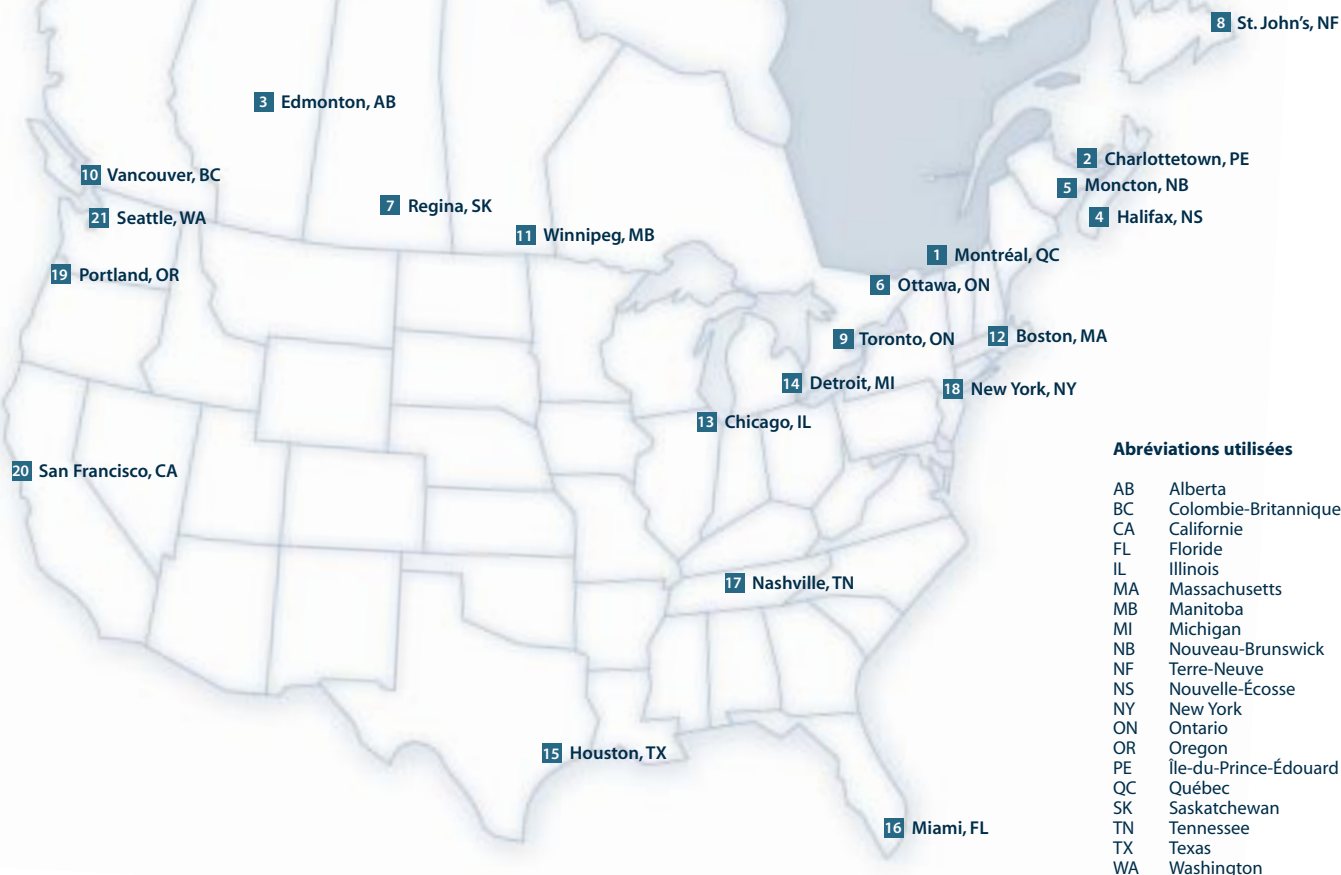 8 St. John's, NF
3 Edmonton, AB
2 Charlottetown, PE
10 Vancouver, BC
5 Moncton, NB
7 Regina, SK
4 Halifax, NS
21 Seattle, WA
11 Winnipeg, MB
1 Montréal, QC
19 Portland, OR
6 Ottawa, ON
9 Toronto, ON
12 Boston, MA
14 Detroit, MI
18 New York, NY
13 Chicago, IL
20 San Francisco, CA
17 Nashville, TN
15 Houston, TX
16 Miami, FL
Abréviations utilisées
AB Alberta
BC Colombie-Britannique
CA Californie
FL Floride
IL Illinois
MA Massachusetts
MB Manitoba
MI Michigan
NB Nouveau-Brunswick
NF Terre-Neuve
NS Nouvelle-Écosse
NY New York
ON Ontario
OR Oregon
PE Île-du-Prince-Édouard
QC Québec
SK Saskatchewan
TN Tennessee
TX Texas
WA Washington